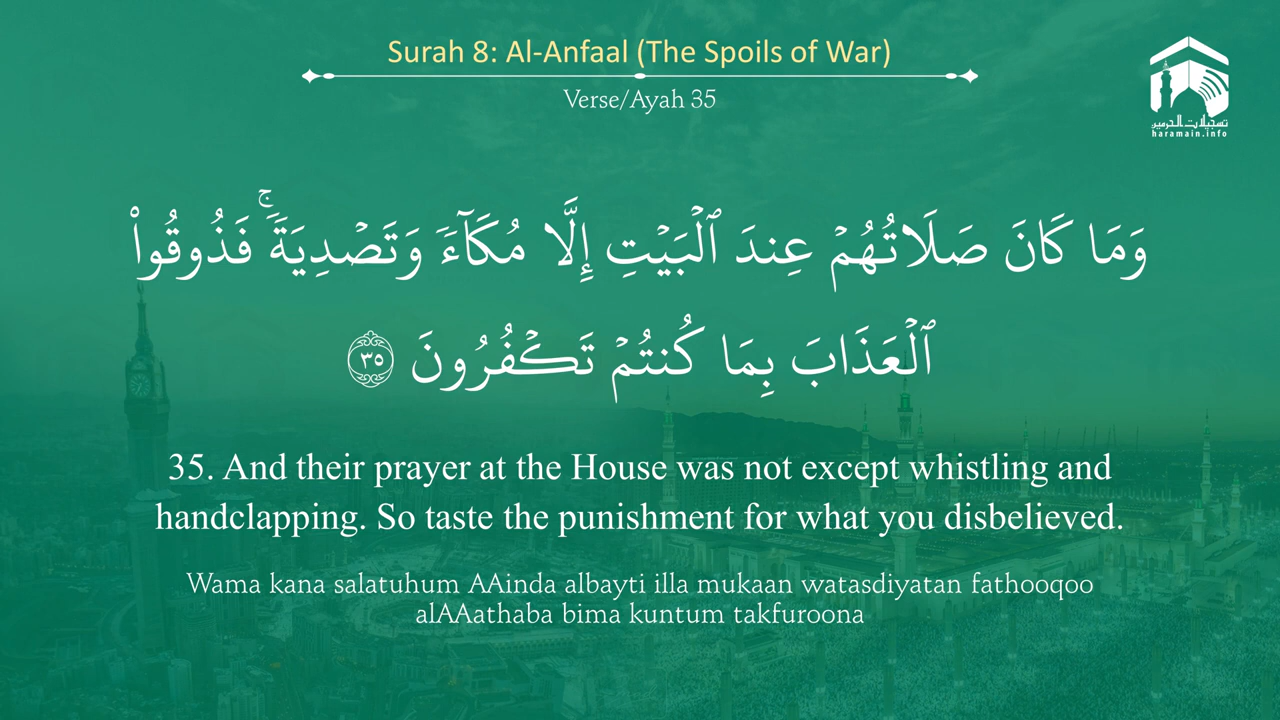 Surah 8: Al-Anfaal (The Spoils of War)
Verse/Ayah 35
تسجيلات الحرمين
haramain.info
وَمَا كَانَ صَلَاتُهُمْ عِندَ ٱلْبَيْتِ إِلَّا مُكَآءً وَتَصْدِيَةً ۚ فَذُوقُوا۟
ٱلْعَذَابَ بِمَا كُنتُمْ تَكْفُرُونَ ٣٥
35. And their prayer at the House was not except whistling and
handclapping. So taste the punishment for what you disbelieved.
Wama kana salatuhum AAinda albayti illa mukaan watasdiyatan fathooqoo
alAAathaba bima kuntum takfuroona